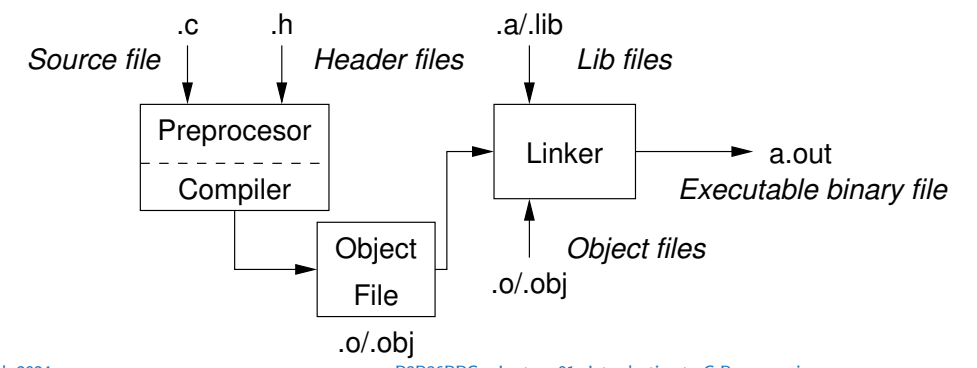 .c .h .a/.lib
Source file Header files Lib files
Preprocesor
Compiler
Linker
a.out
Executable binary file
Object
File
.o/.obj
Object files
.o/.obj